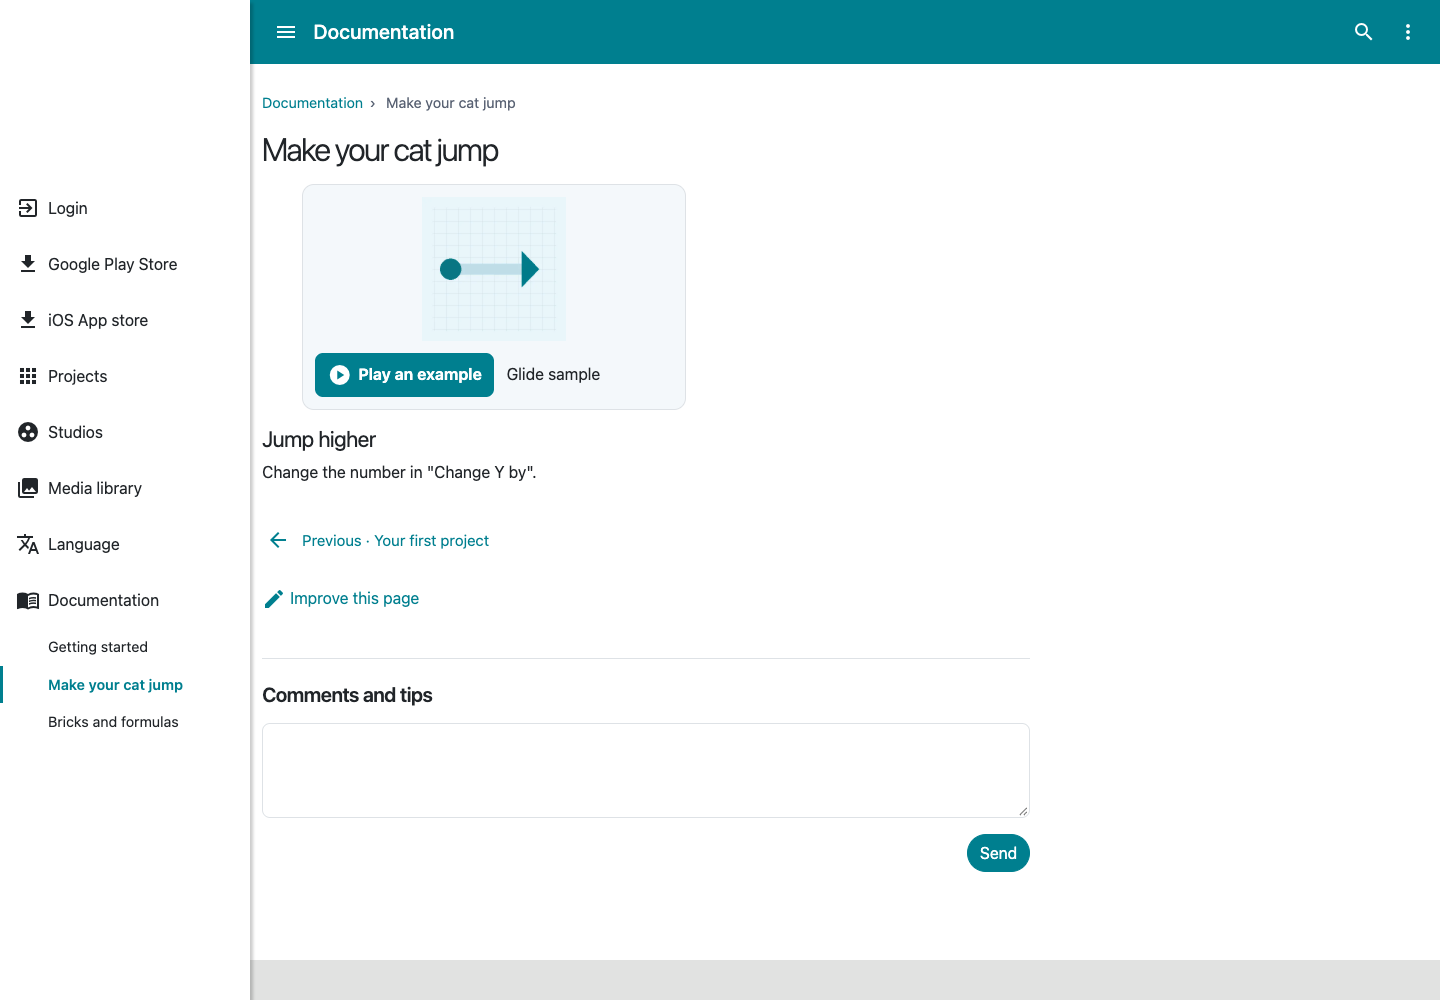 Documentation
Login
Google Play Store
iOS App store
Projects
Studios
Media library
Language
Documentation
Getting started
Make your cat jump
Bricks and formulas
Documentation › Make your cat jump
Make your cat jump
Play an example Glide sample
Jump higher
Change the number in "Change Y by".
Previous · Your first project
Improve this page
Comments and tips
Send